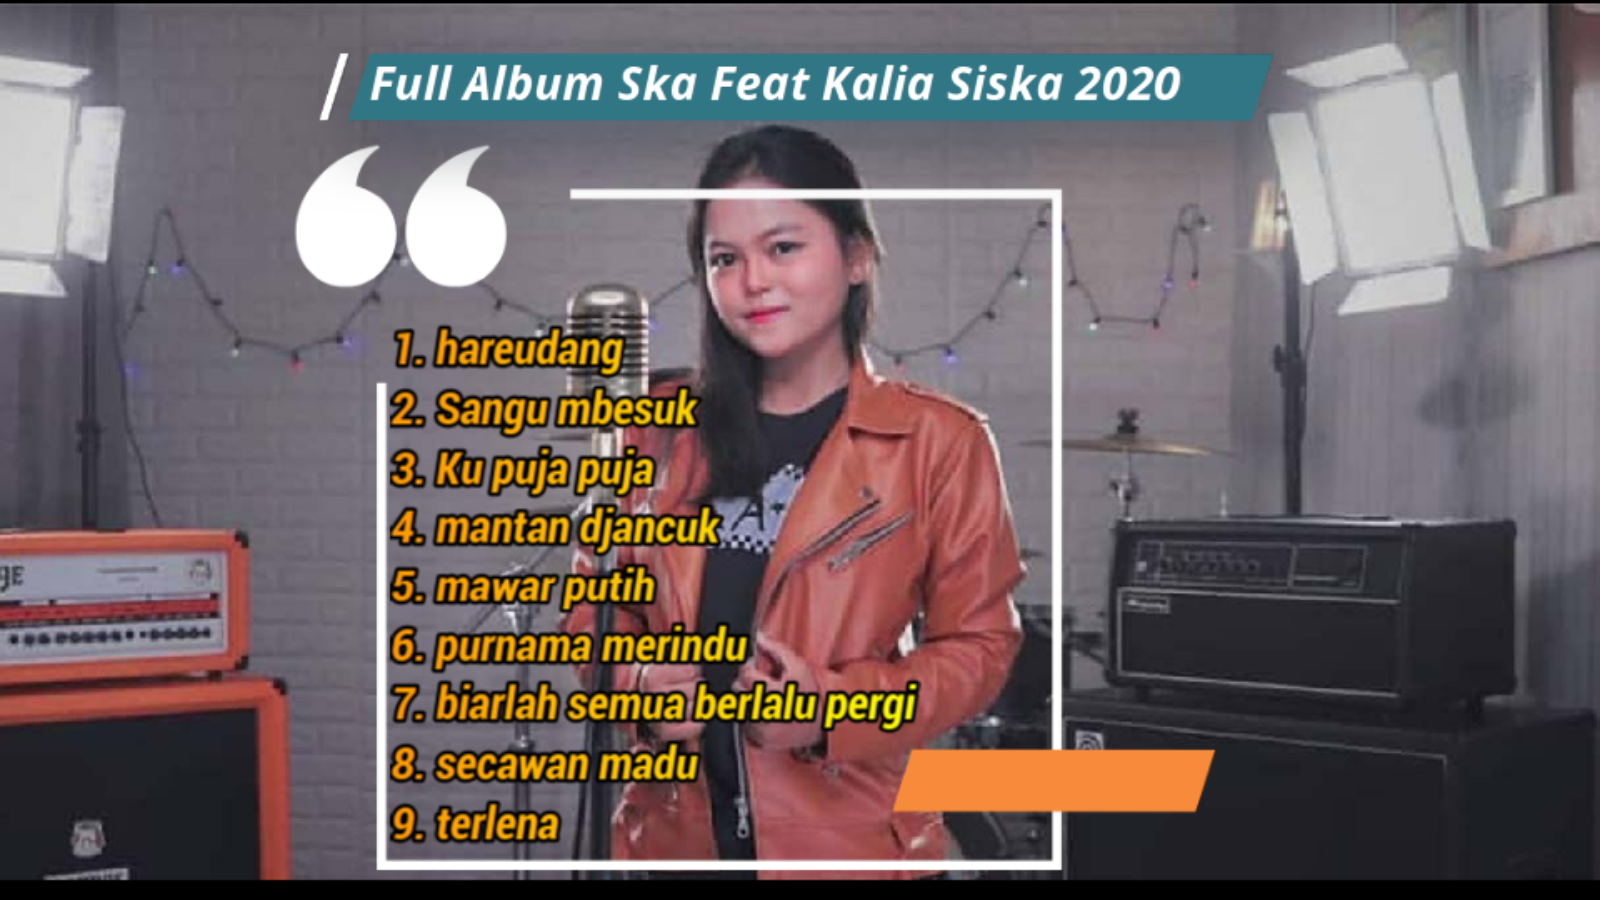 Full Album Ska Feat Kalia Siska 2020
1. hareudang
2. Sangu mbesuk
3. Ku puja puja
4. mantan djancuk
5. mawar putih
6. purnama merindu
7. biarlah semua berlalu pergi
8. secawan madu
9. terlena